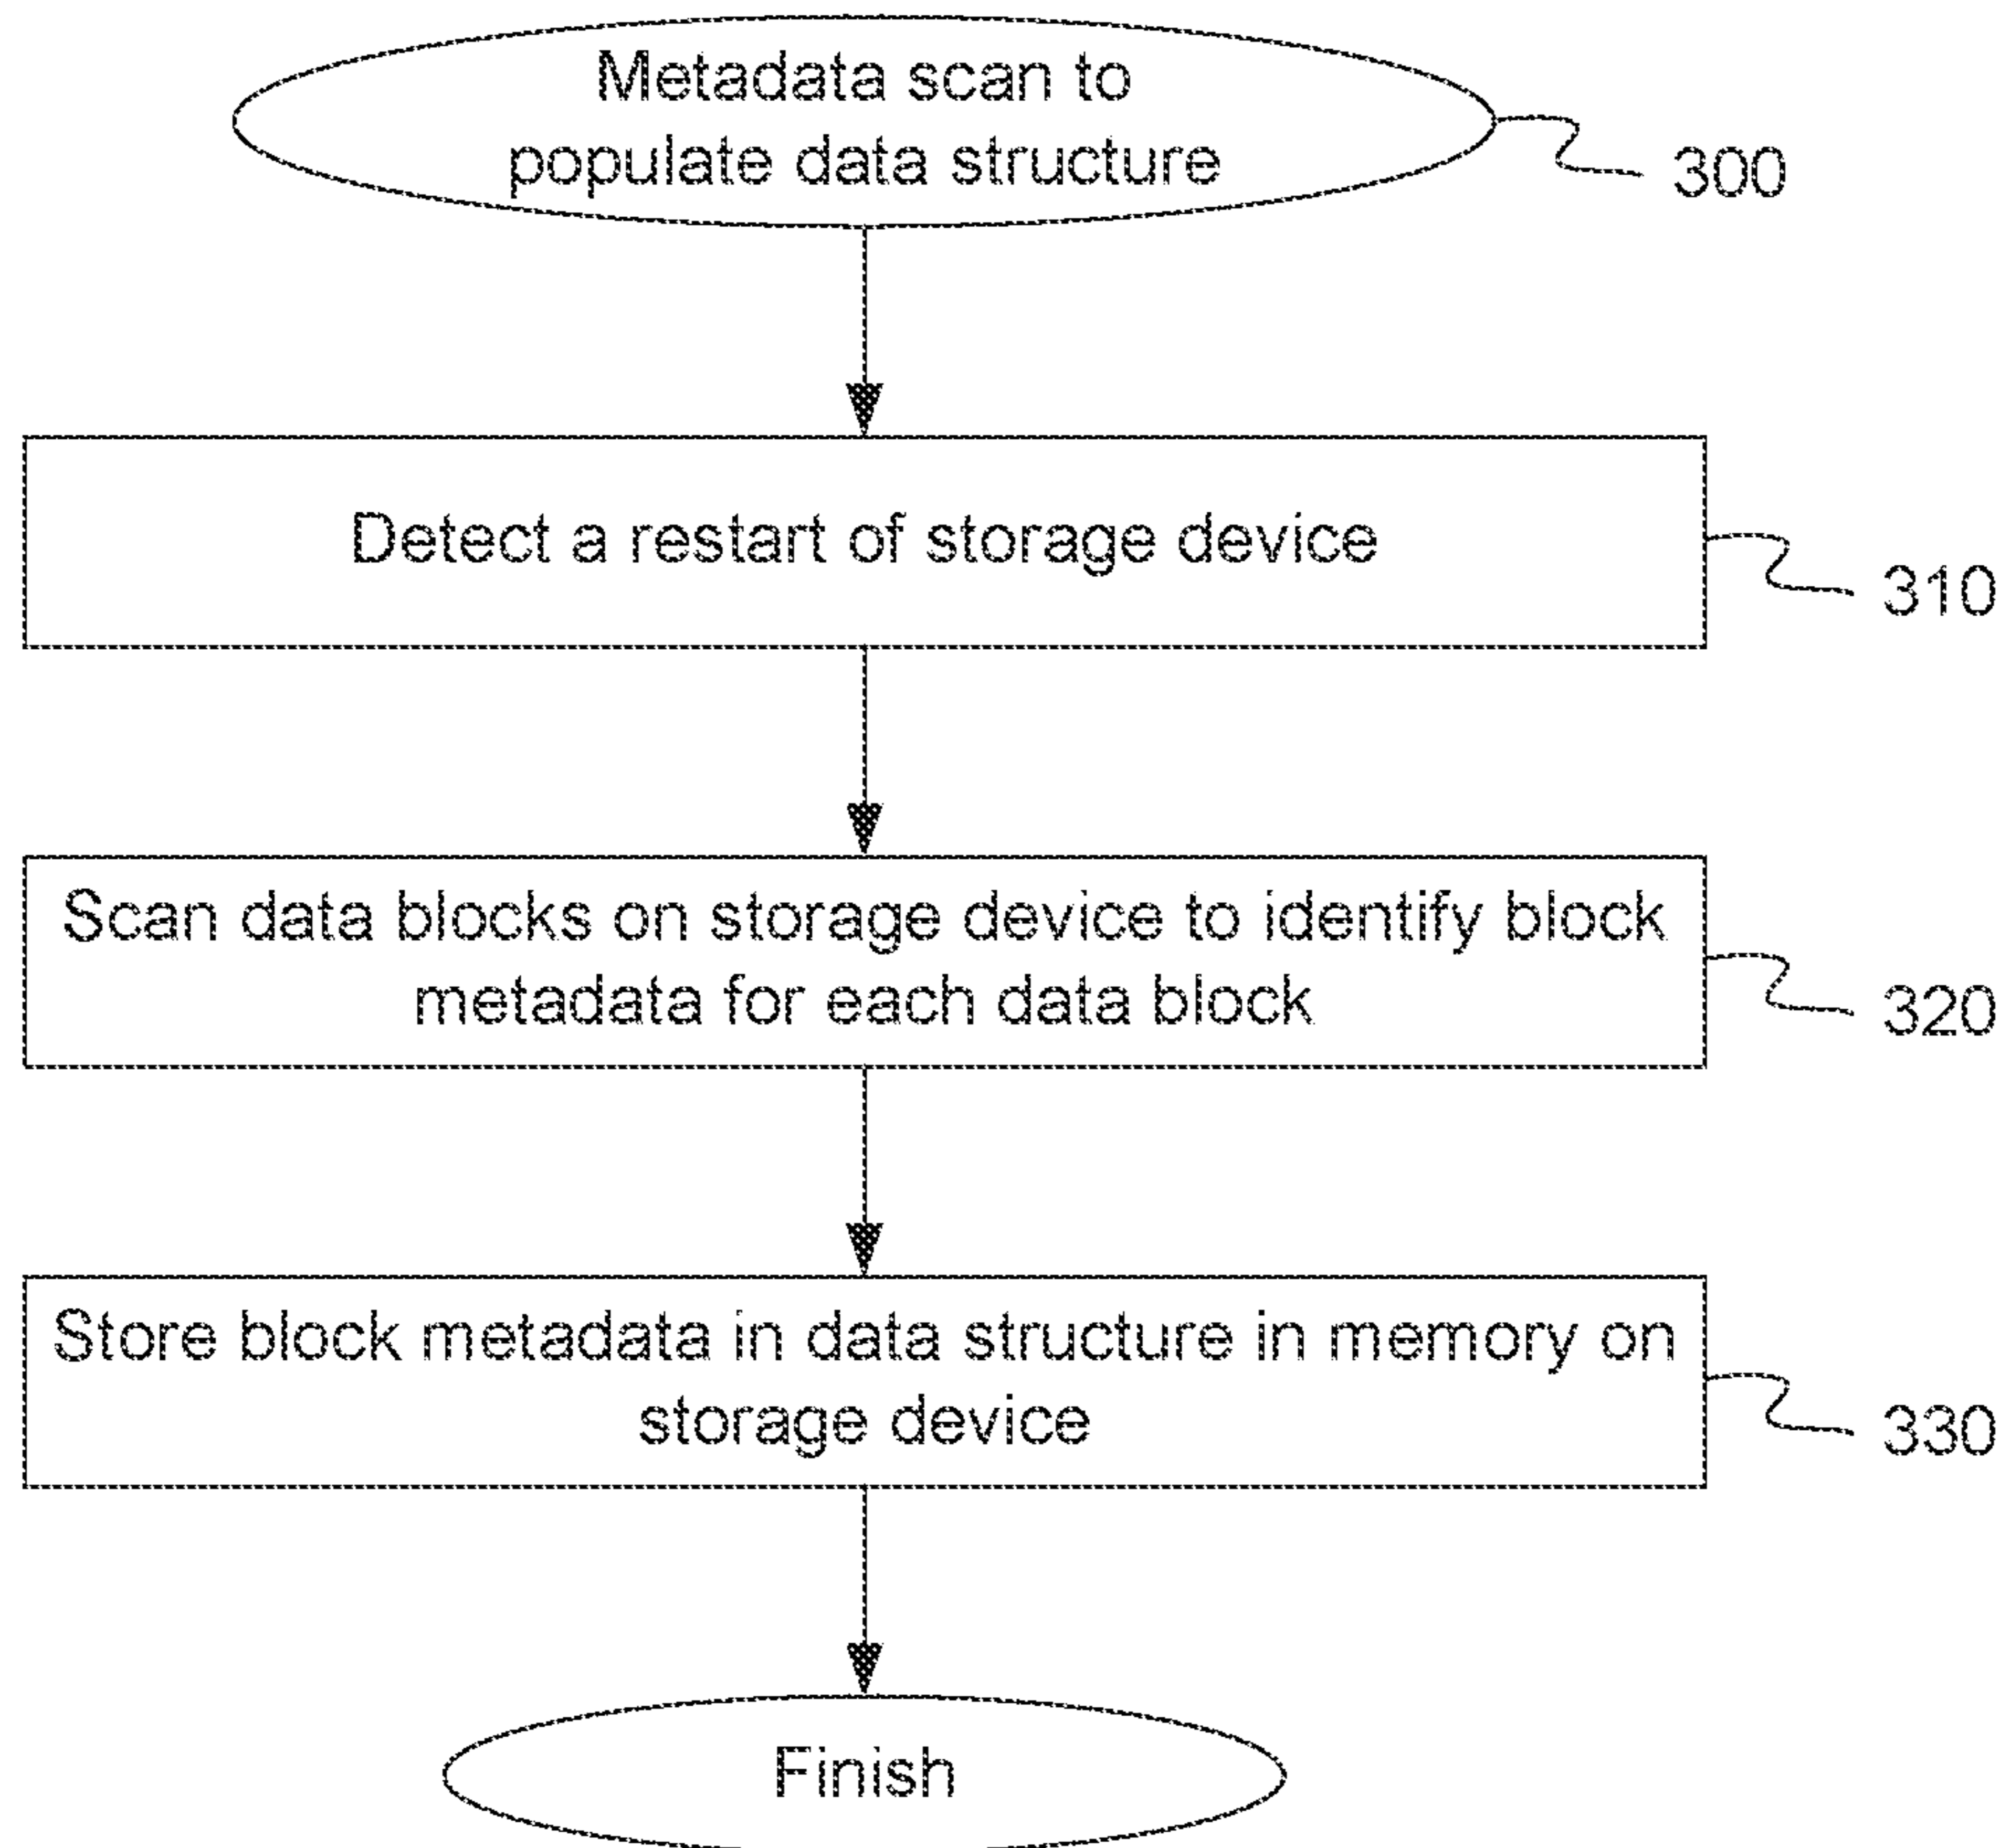 Metadata scan to
populate data structure
300
Detect a restart of storage device
310
Scan data blocks on storage device to identify block
metadata for each data block
320
Store block metadata in data structure in memory on
storage device
330
Finish